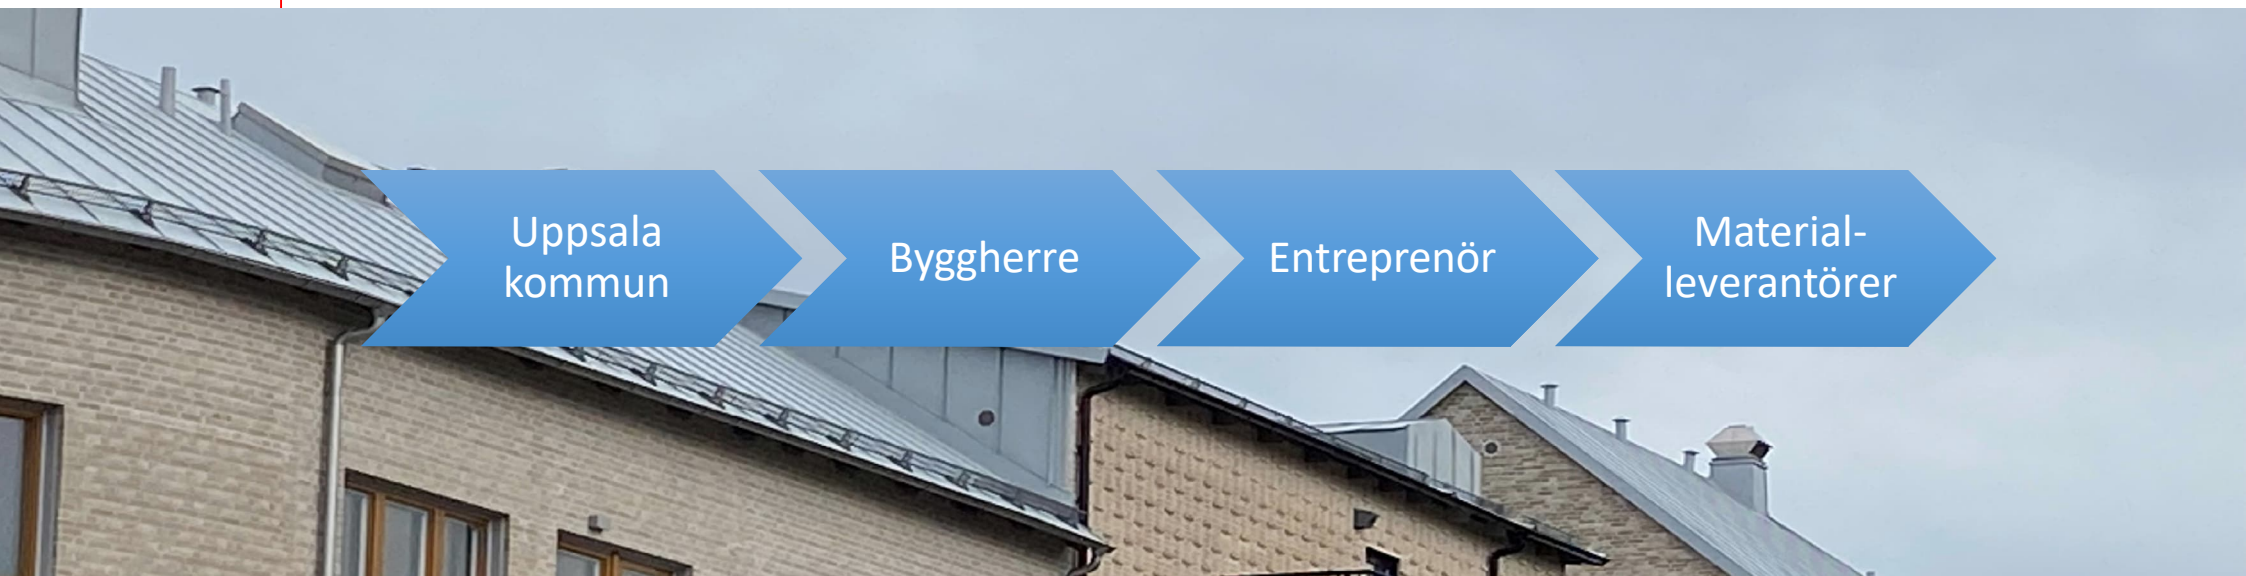 Uppsala
kommun
Byggherre
Entreprenör
Material-
leverantörer